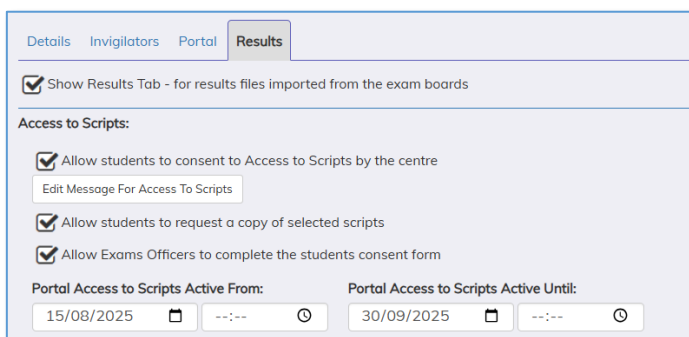 Details Invigilators Portal Results
Show Results Tab - for results files imported from the exam boards
Access to Scripts:
Allow students to consent to Access to Scripts by the centre
Edit Message For Access To Scripts
Allow students to request a copy of selected scripts
Allow Exams Officers to complete the students consent form
Portal Access to Scripts Active From: Portal Access to Scripts Active Until:
15/08/2025 --:-- 30/09/2025 --:--